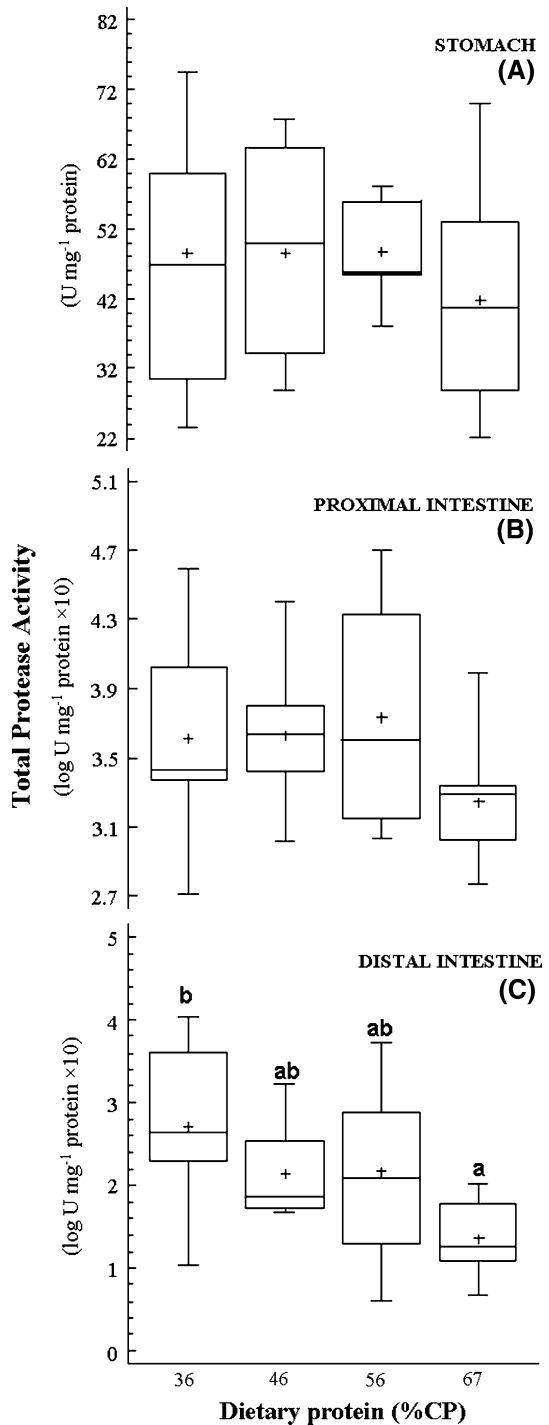 Total Protease Activity
STOMACH
(A)
(U mg⁻¹ protein)
82
72
62
52
42
32
22
PROXIMAL INTESTINE
(B)
(log U mg⁻¹ protein ×10)
5.1
4.7
4.3
3.9
3.5
3.1
2.7
DISTAL INTESTINE
(C)
(log U mg⁻¹ protein ×10)
5
4
3
2
1
0
b
ab
ab
a
36 46 56 67
Dietary protein (%CP)